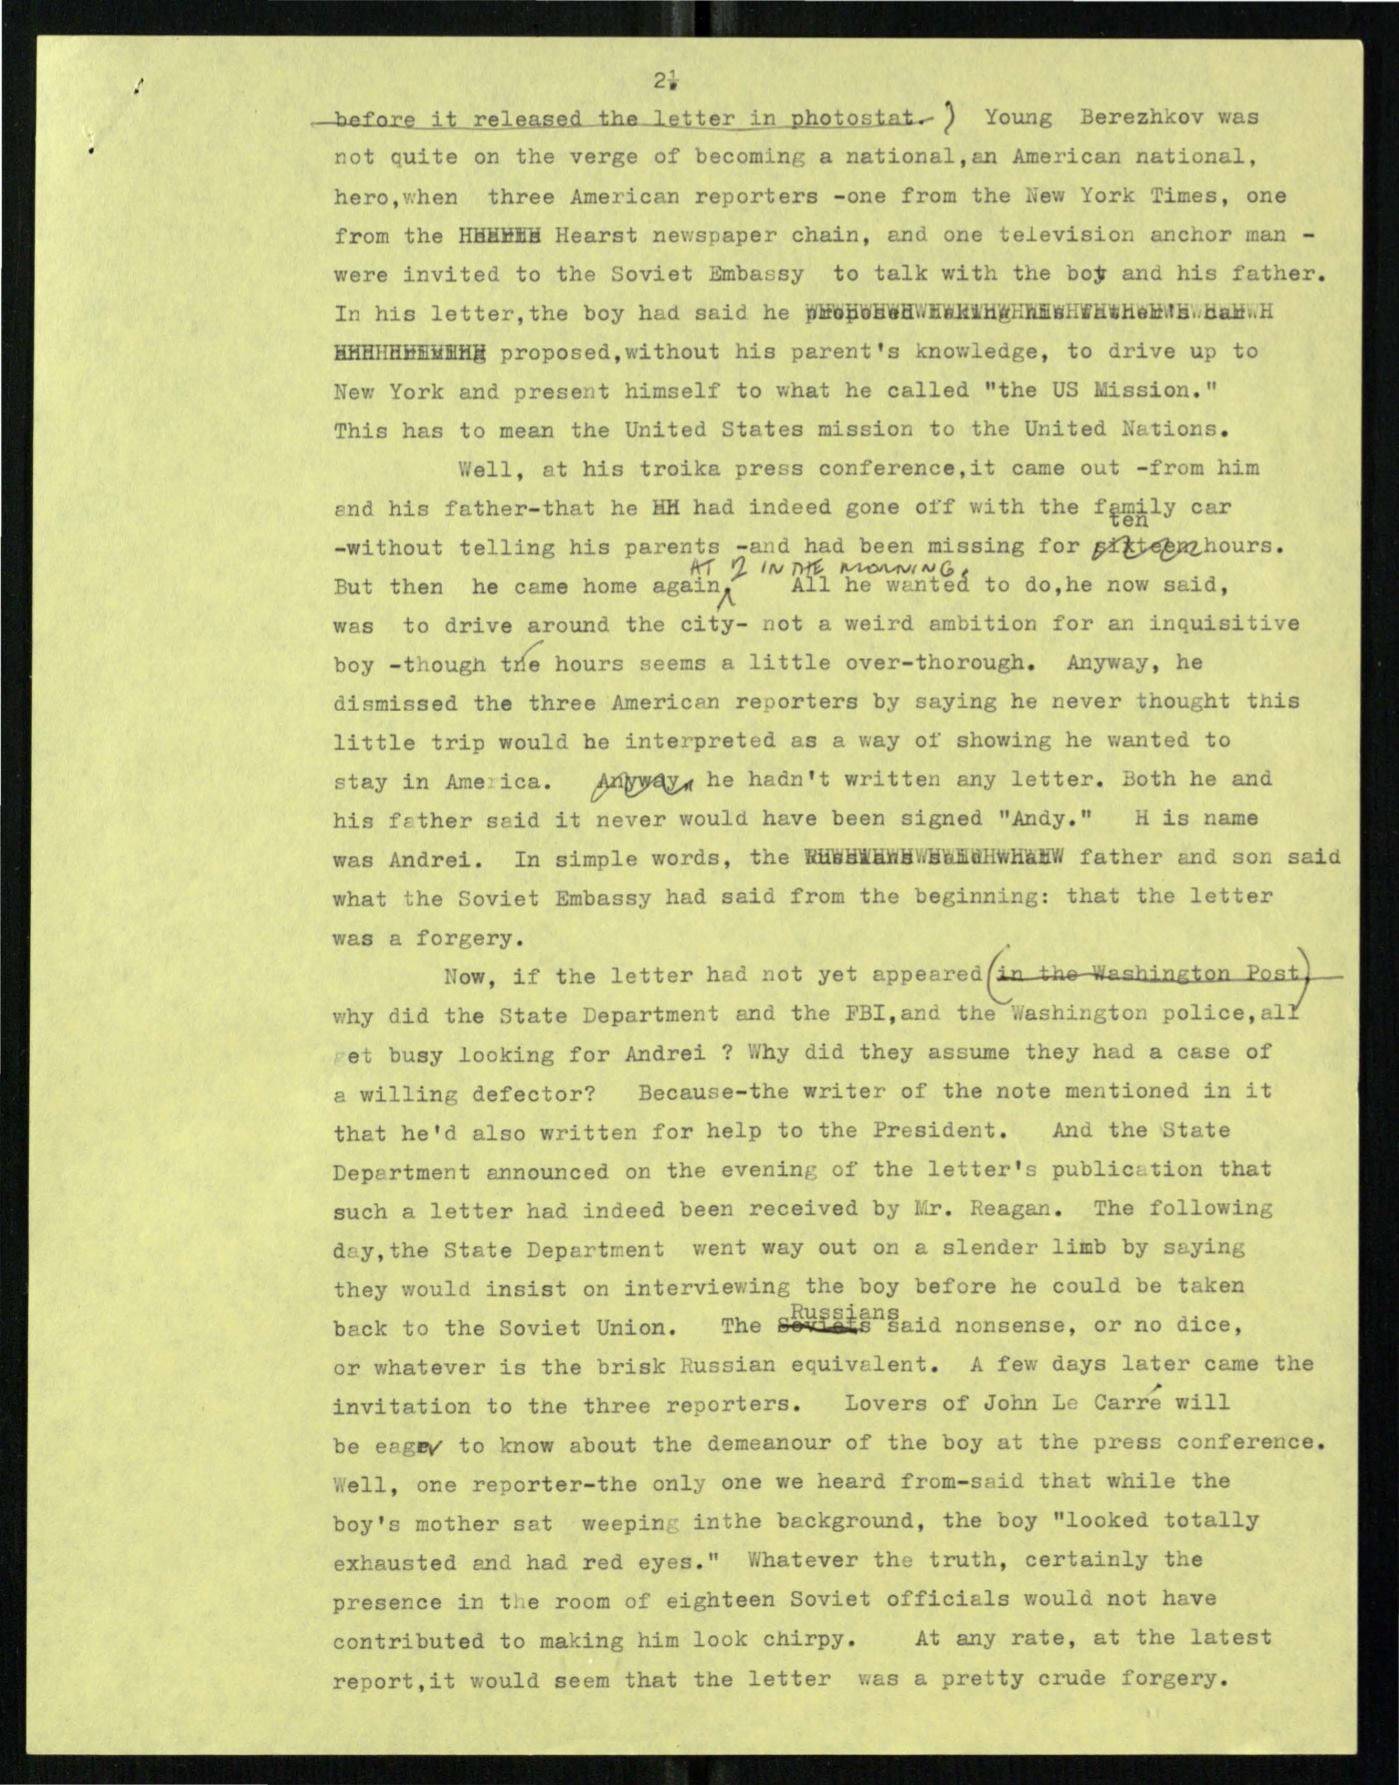 2.
before it released the letter in photostat.) Young Berezhkov was
not quite on the verge of becoming a national,an American national,
hero,when three American reporters -one from the New York Times, one
from the Hearst newspaper chain, and one television anchor man -
were invited to the Soviet Embassy to talk with the boy and his father.
In his letter,the boy had said he
proposed,without his parent's knowledge, to drive up to
New York and present himself to what he called "the US Mission."
This has to mean the United States mission to the United Nations.
Well, at his troika press conference,it came out -from him
and his father-that he had indeed gone off with the family car
ten
-without telling his parents -and had been missing for sixteen hours.
AT 2 IN THE MORNING.
But then he came home again, All he wanted to do,he now said,
was to drive around the city- not a weird ambition for an inquisitive
boy -though the hours seems a little over-thorough. Anyway, he
dismissed the three American reporters by saying he never thought this
little trip would be interpreted as a way of showing he wanted to
stay in America. Anyway, he hadn't written any letter. Both he and
his father said it never would have been signed "Andy." H is name
was Andrei. In simple words, the father and son said
what the Soviet Embassy had said from the beginning: that the letter
was a forgery.
Now, if the letter had not yet appeared (in the Washington Post)
why did the State Department and the FBI,and the Washington police,all
get busy looking for Andrei ? Why did they assume they had a case of
a willing defector? Because-the writer of the note mentioned in it
that he'd also written for help to the President. And the State
Department announced on the evening of the letter's publication that
such a letter had indeed been received by Mr. Reagan. The following
day,the State Department went way out on a slender limb by saying
they would insist on interviewing the boy before he could be taken
Russians
back to the Soviet Union. The Soviets said nonsense, or no dice,
or whatever is the brisk Russian equivalent. A few days later came the
invitation to the three reporters. Lovers of John Le Carré will
be eager to know about the demeanour of the boy at the press conference.
Well, one reporter-the only one we heard from-said that while the
boy's mother sat weeping inthe background, the boy "looked totally
exhausted and had red eyes." Whatever the truth, certainly the
presence in the room of eighteen Soviet officials would not have
contributed to making him look chirpy. At any rate, at the latest
report,it would seem that the letter was a pretty crude forgery.